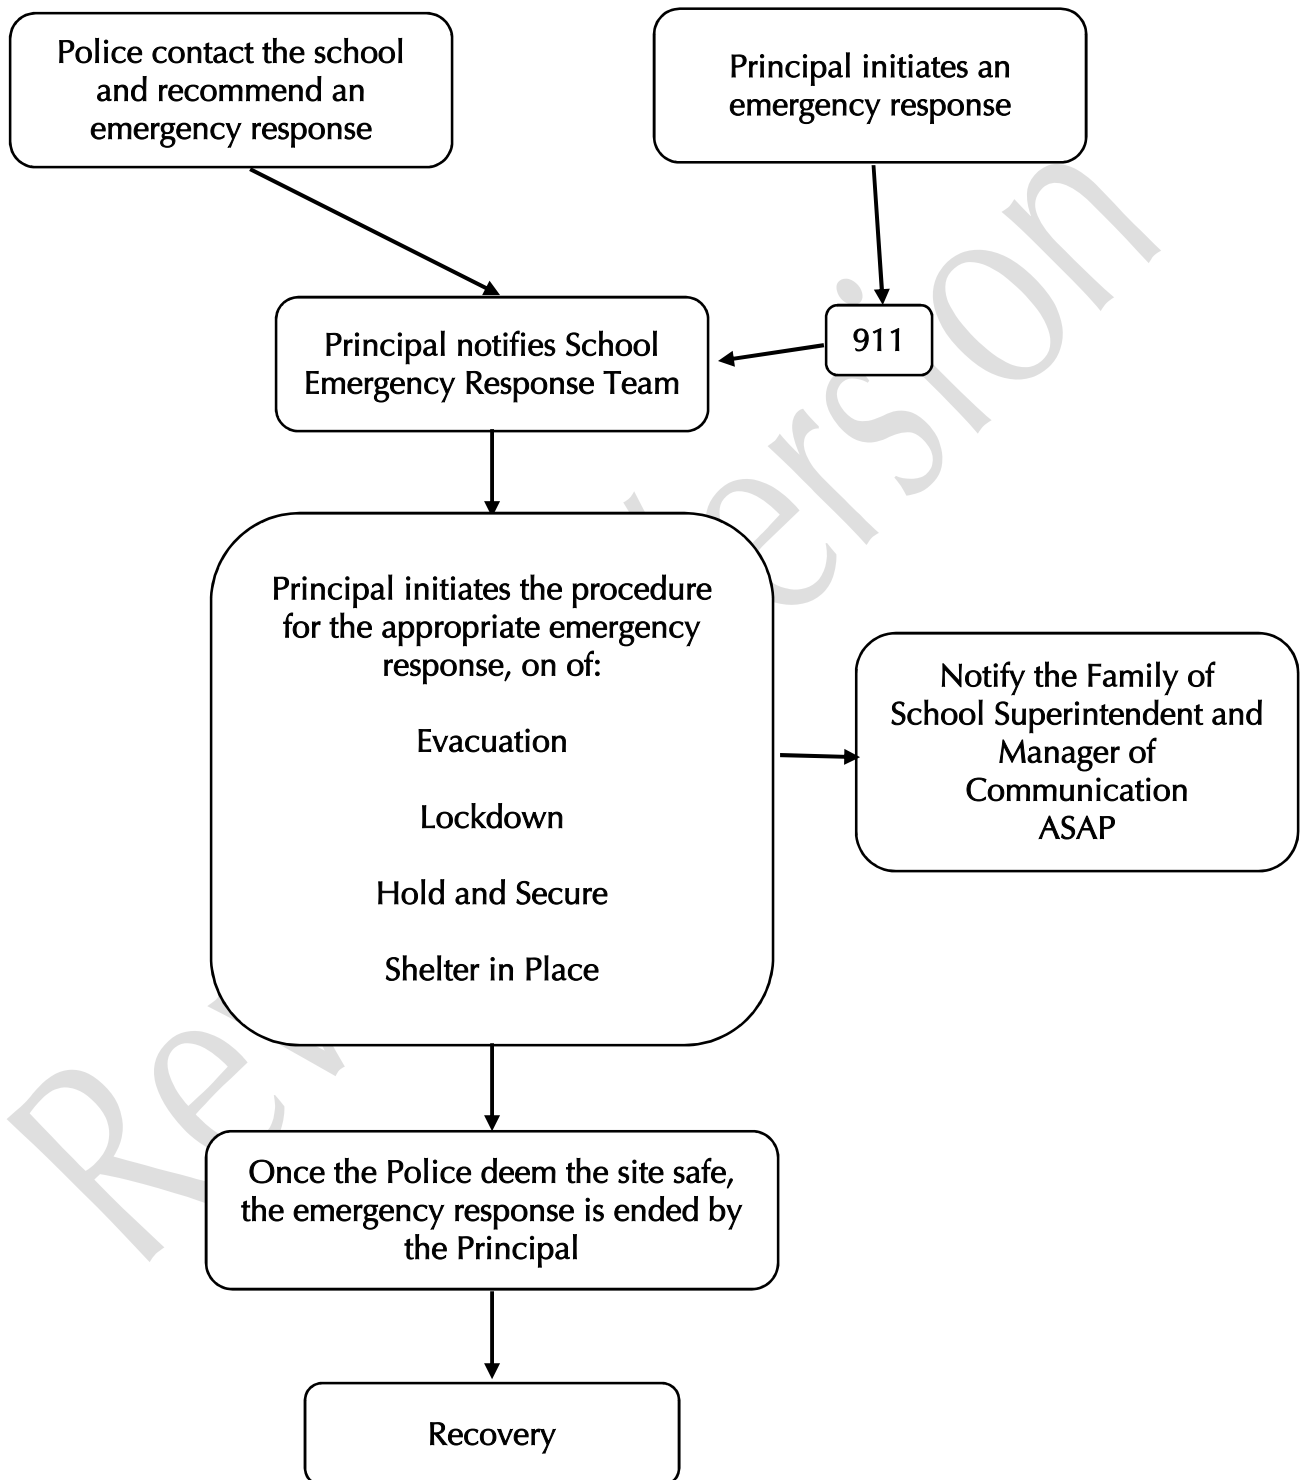 Police contact the school
and recommend an
emergency response
Principal initiates an
emergency response
Principal notifies School
Emergency Response Team
911
Principal initiates the procedure
for the appropriate emergency
response, on of:
Evacuation
Lockdown
Hold and Secure
Shelter in Place
Notify the Family of
School Superintendent and
Manager of
Communication
ASAP
Once the Police deem the site safe,
the emergency response is ended by
the Principal
Recovery